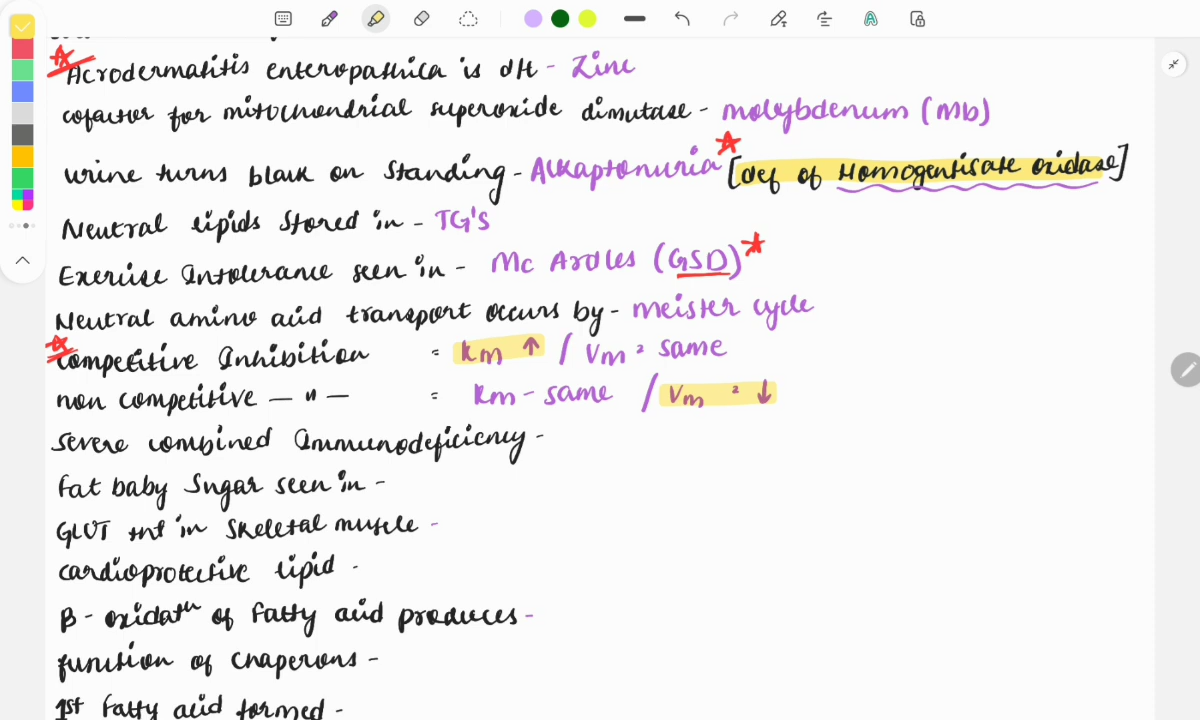 Acrodermatitis enteropathica is d/t - Zinc
cofactor for mitochondrial superoxide dimutase - molybdenum (Mb)
urine turns black on standing - Alkaptonuria [def of Homogentisate oxidase]
Neutral lipids stored in - TG's
Exercise intolerance seen in - Mc Ardles (GSD)
Neutral amino acid transport occurs by - meister cycle
competitive inhibition = Km ↑ / Vm = same
non competitive — " — = Km - same / Vm = ↓
severe combined immunodeficiency -
Fat baby Sugar seen in -
GLUT in skeletal muscle -
cardioprotective lipid -
β - oxidatn of fatty acid produces -
function of chaperons -
1st fatty acid formed -